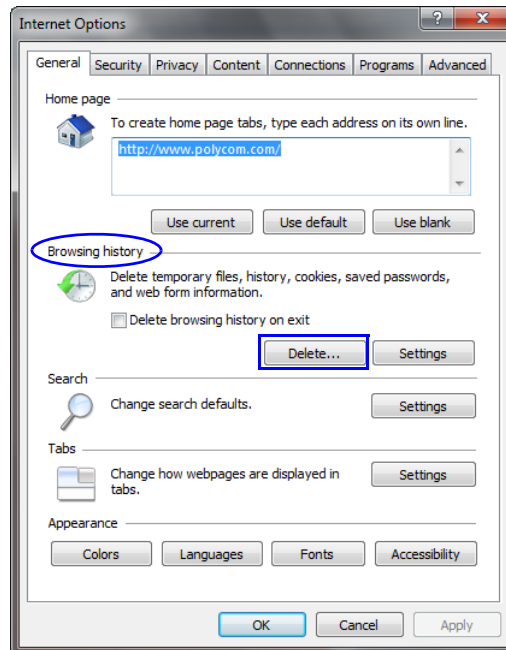 Internet Options
General Security Privacy Content Connections Programs Advanced
Home page
To create home page tabs, type each address on its own line.
http://www.polycom.com/
Use current Use default Use blank
Browsing history
Delete temporary files, history, cookies, saved passwords,
and web form information.
Delete browsing history on exit
Delete... Settings
Search
Change search defaults. Settings
Tabs
Change how webpages are displayed in
tabs.
Settings
Appearance
Colors Languages Fonts Accessibility
OK Cancel Apply